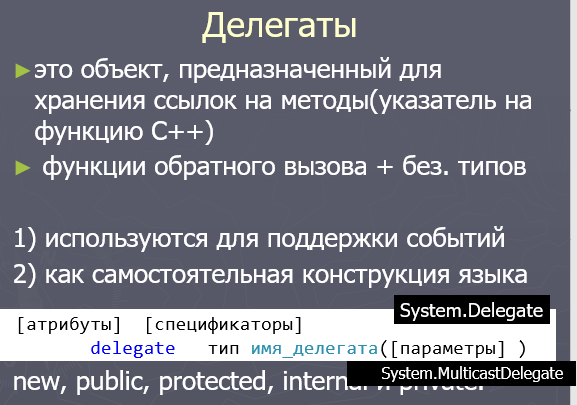 Делегаты
►это объект, предназначенный для
хранения ссылок на методы(указатель на
функцию С++)
► функции обратного вызова + без. типов
1) используются для поддержки событий
2) как самостоятельная конструкция языка
System.Delegate
[атрибуты] [спецификаторы]
delegate тип имя_делегата([параметры] )
System.MulticastDelegate
new, public, protected, internal и private.